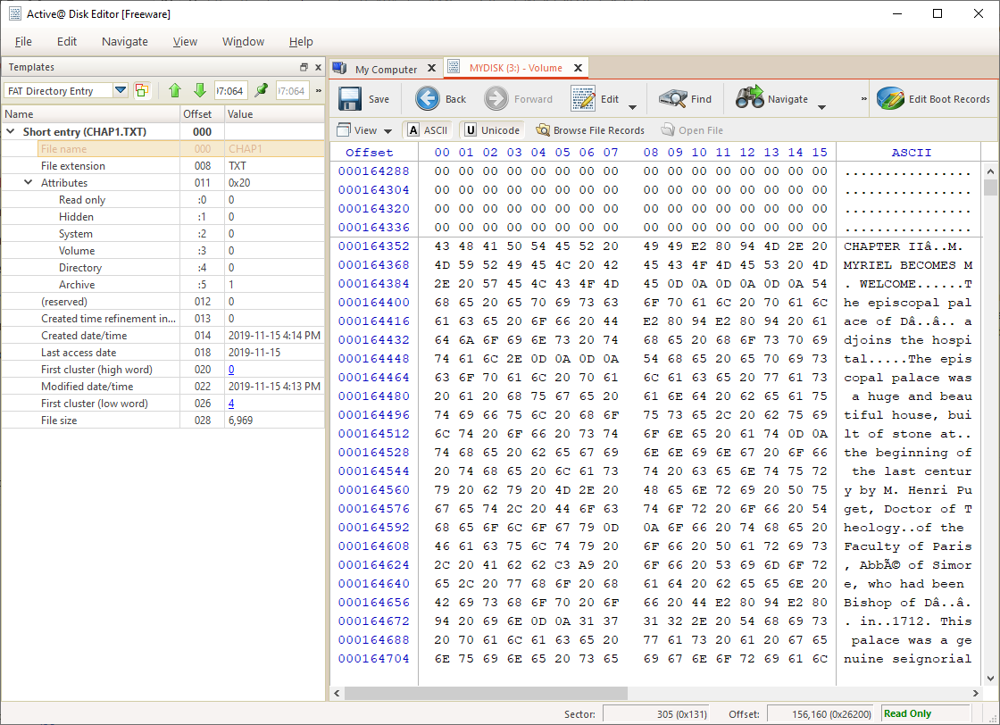 Active@ Disk Editor [Freeware]
File Edit Navigate View Window Help
Templates
FAT Directory Entry 07:064 07:064 »
Name Offset Value
Short entry (CHAP1.TXT) 000
File name 000 CHAP1
File extension 008 TXT
Attributes 011 0x20
Read only :0 0
Hidden :1 0
System :2 0
Volume :3 0
Directory :4 0
Archive :5 1
(reserved) 012 0
Created time refinement in... 013 0
Created date/time 014 2019-11-15 4:14 PM
Last access date 018 2019-11-15
First cluster (high word) 020 0
Modified date/time 022 2019-11-15 4:13 PM
First cluster (low word) 026 4
File size 028 6,969
My Computer MYDISK (3:) - Volume
Save Back Forward Edit Find Navigate » Edit Boot Records
View A ASCII U Unicode Browse File Records Open File
Offset 00 01 02 03 04 05 06 07 08 09 10 11 12 13 14 15 ASCII
000164288 00 00 00 00 00 00 00 00 00 00 00 00 00 00 00 00 ................
000164304 00 00 00 00 00 00 00 00 00 00 00 00 00 00 00 00 ................
000164320 00 00 00 00 00 00 00 00 00 00 00 00 00 00 00 00 ................
000164336 00 00 00 00 00 00 00 00 00 00 00 00 00 00 00 00 ................
000164352 43 48 41 50 54 45 52 20 49 49 E2 80 94 4D 2E 20 CHAPTER IIâ..M.
000164368 4D 59 52 49 45 4C 20 42 45 43 4F 4D 45 53 20 4D MYRIEL BECOMES M
000164384 2E 20 57 45 4C 43 4F 4D 45 0D 0A 0D 0A 0D 0A 54 . WELCOME......T
000164400 68 65 20 65 70 69 73 63 6F 70 61 6C 20 70 61 6C he episcopal pal
000164416 61 63 65 20 6F 66 20 44 E2 80 94 E2 80 94 20 61 ace of Dâ..â.. a
000164432 64 6A 6F 69 6E 73 20 74 68 65 20 68 6F 73 70 69 djoins the hospi
000164448 74 61 6C 2E 0D 0A 0D 0A 54 68 65 20 65 70 69 73 tal.....The epis
000164464 63 6F 70 61 6C 20 70 61 6C 61 63 65 20 77 61 73 copal palace was
000164480 20 61 20 68 75 67 65 20 61 6E 64 20 62 65 61 75 a huge and beau
000164496 74 69 66 75 6C 20 68 6F 75 73 65 2C 20 62 75 69 tiful house, bui
000164512 6C 74 20 6F 66 20 73 74 6F 6E 65 20 61 74 0D 0A lt of stone at..
000164528 74 68 65 20 62 65 67 69 6E 6E 69 6E 67 20 6F 66 the beginning of
000164544 20 74 68 65 20 6C 61 73 74 20 63 65 6E 74 75 72 the last centur
000164560 79 20 62 79 20 4D 2E 20 48 65 6E 72 69 20 50 75 y by M. Henri Pu
000164576 67 65 74 2C 20 44 6F 63 74 6F 72 20 6F 66 20 54 get, Doctor of T
000164592 68 65 6F 6C 6F 67 79 0D 0A 6F 66 20 74 68 65 20 heology..of the
000164608 46 61 63 75 6C 74 79 20 6F 66 20 50 61 72 69 73 Faculty of Paris
000164624 2C 20 41 62 62 C3 A9 20 6F 66 20 53 69 6D 6F 72 , AbbÃ© of Simor
000164640 65 2C 20 77 68 6F 20 68 61 64 20 62 65 65 6E 20 e, who had been
000164656 42 69 73 68 6F 70 20 6F 66 20 44 E2 80 94 E2 80 Bishop of Dâ..â.
000164672 94 20 69 6E 0D 0A 31 37 31 32 2E 20 54 68 69 73 . in..1712. This
000164688 20 70 61 6C 61 63 65 20 77 61 73 20 61 20 67 65 palace was a ge
000164704 6E 75 69 6E 65 20 73 65 69 67 6E 6F 72 69 61 6C nuine seignorial
Sector: 305 (0x131) Offset: 156,160 (0x26200) Read Only